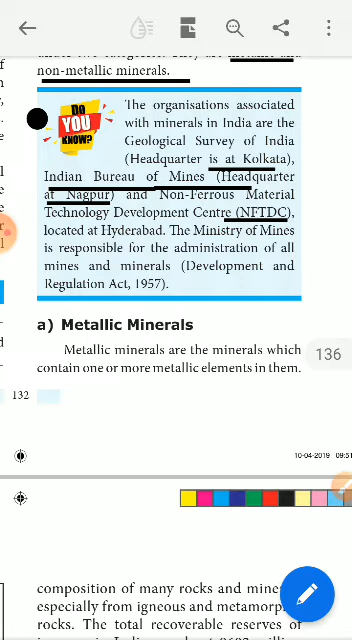 non-metallic minerals.
DO
YOU
KNOW?
The organisations associated
with minerals in India are the
Geological Survey of India
(Headquarter is at Kolkata),
Indian Bureau of Mines (Headquarter
at Nagpur) and Non-Ferrous Material
Technology Development Centre (NFTDC),
located at Hyderabad. The Ministry of Mines
is responsible for the administration of all
mines and minerals (Development and
Regulation Act, 1957).
a) Metallic Minerals
Metallic minerals are the minerals which
contain one or more metallic elements in them.
136
132
10-04-2019 09:51
composition of many rocks and
especially from igneous and
rocks. The total recoverable reserves of